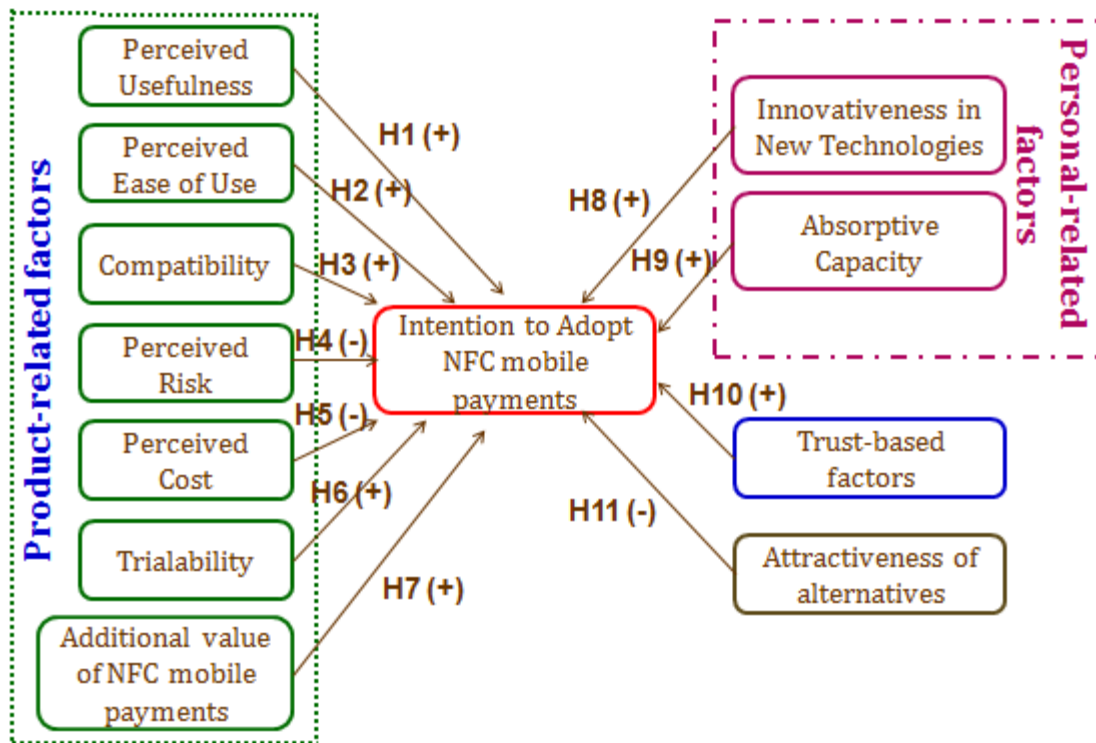 Product-related factors
Perceived
Usefulness
Perceived
Ease of Use
Compatibility
Perceived
Risk
Perceived
Cost
Trialability
Additional value
of NFC mobile
payments
H1 (+)
H2 (+)
H3 (+)
H4 (-)
H5 (-)
H6 (+)
H7 (+)
Intention to Adopt
NFC mobile
payments
H8 (+)
H9 (+)
H10 (+)
H11 (-)
Innovativeness in
New Technologies
Absorptive
Capacity
Personal-related
factors
Trust-based
factors
Attractiveness of
alternatives